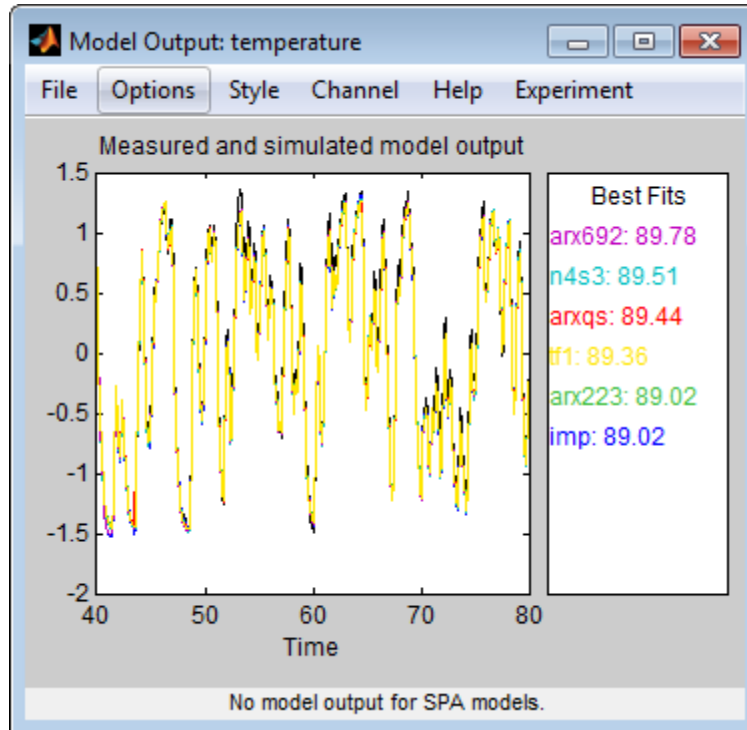 Model Output: temperature
File Options Style Channel Help Experiment
Measured and simulated model output
1.5
1
0.5
0
-0.5
-1
-1.5
-2
40 50 60 70 80
Time
Best Fits
arx692: 89.78
n4s3: 89.51
arxqs: 89.44
tf1: 89.36
arx223: 89.02
imp: 89.02
No model output for SPA models.